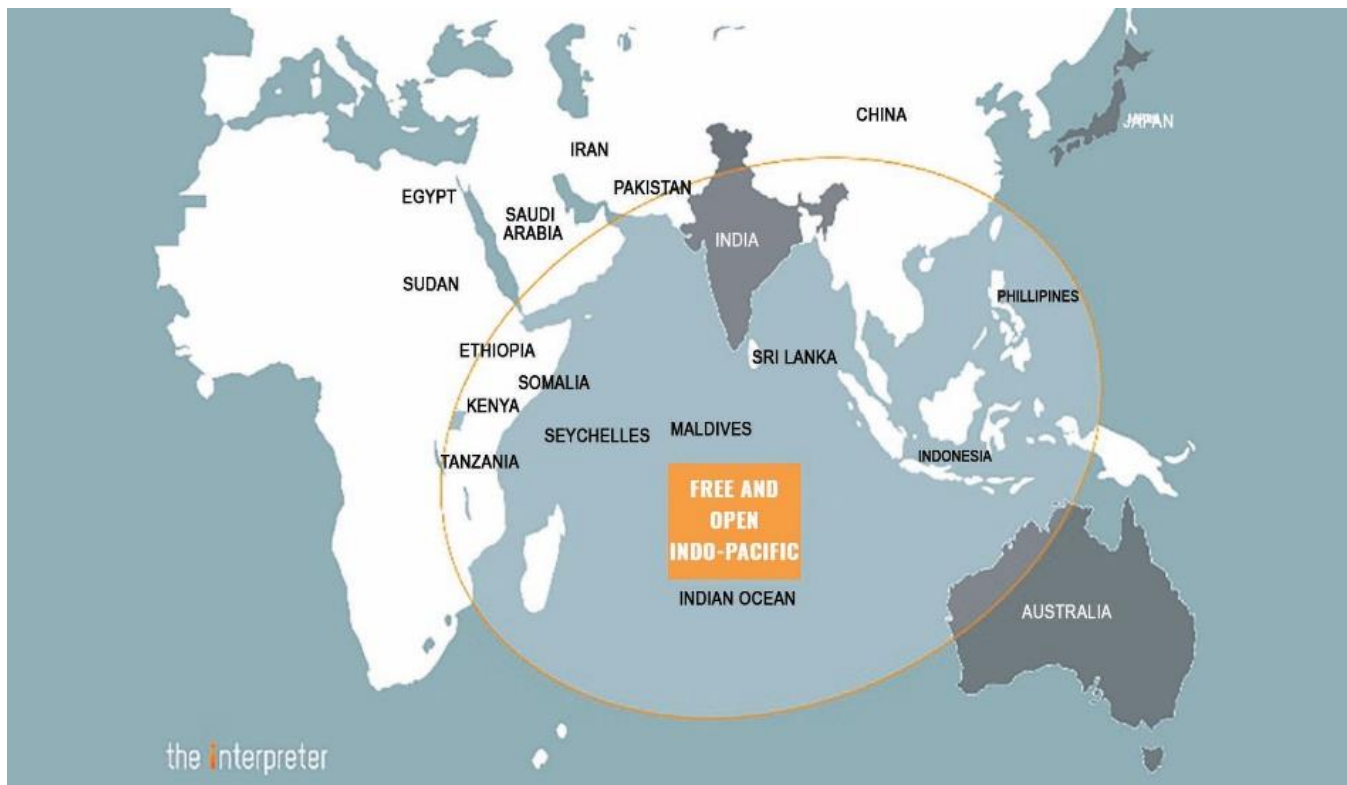 CHINA
JAPAN
IRAN
PAKISTAN
EGYPT
SAUDI
ARABIA
INDIA
SUDAN
PHILLIPINES
ETHIOPIA
SRI LANKA
SOMALIA
KENYA
SEYCHELLES
MALDIVES
TANZANIA
INDONESIA
FREE AND
OPEN
INDO-PACIFIC
INDIAN OCEAN
AUSTRALIA
the interpreter